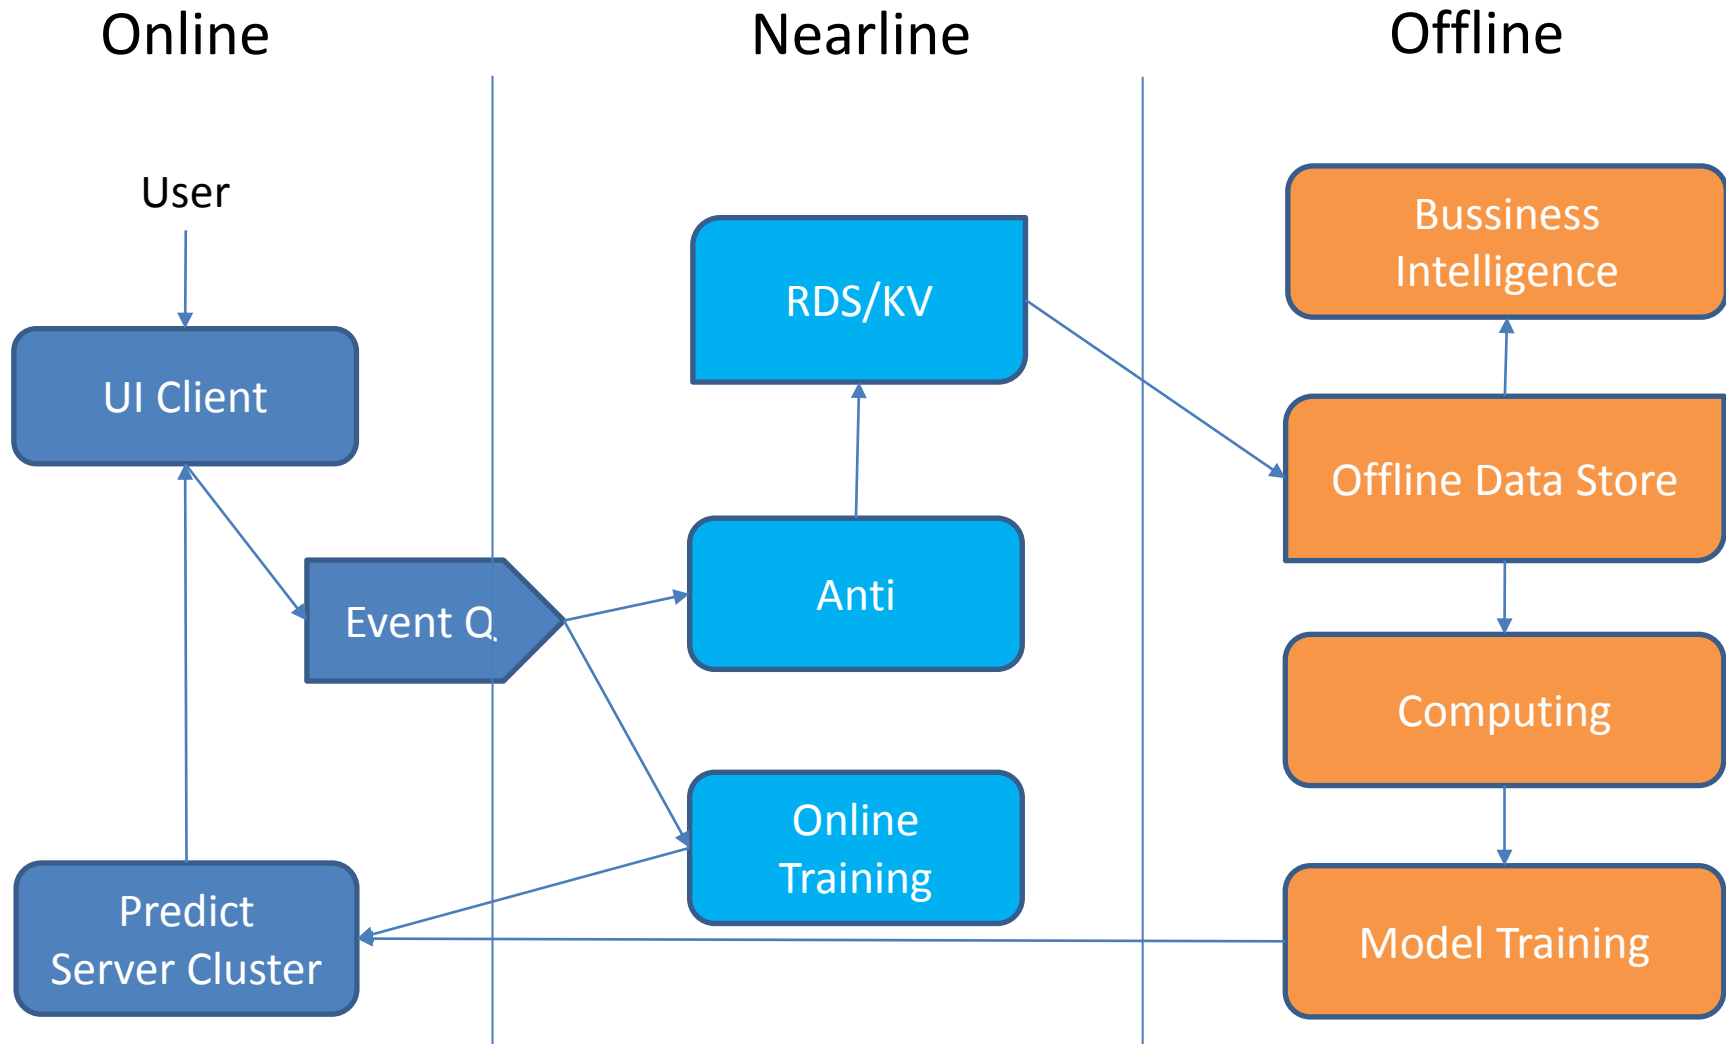 Online
Nearline
Offline
User
UI Client
Event Q
Predict
Server Cluster
RDS/KV
Anti
Online
Training
Bussiness
Intelligence
Offline Data Store
Computing
Model Training